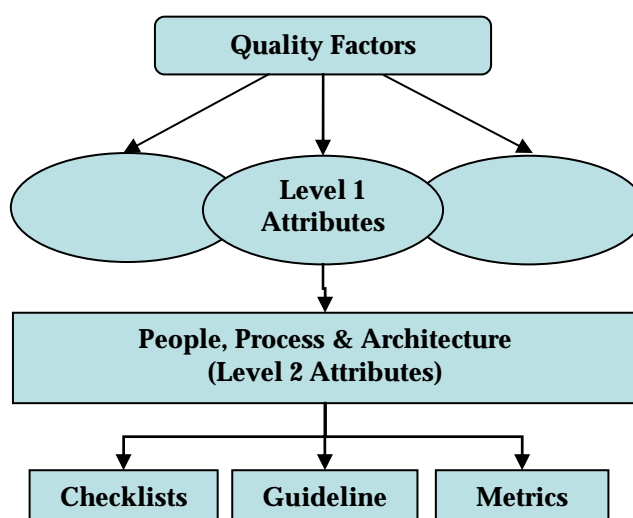 Quality Factors
Level 1
Attributes
People, Process & Architecture
(Level 2 Attributes)
Checklists
Guideline
Metrics